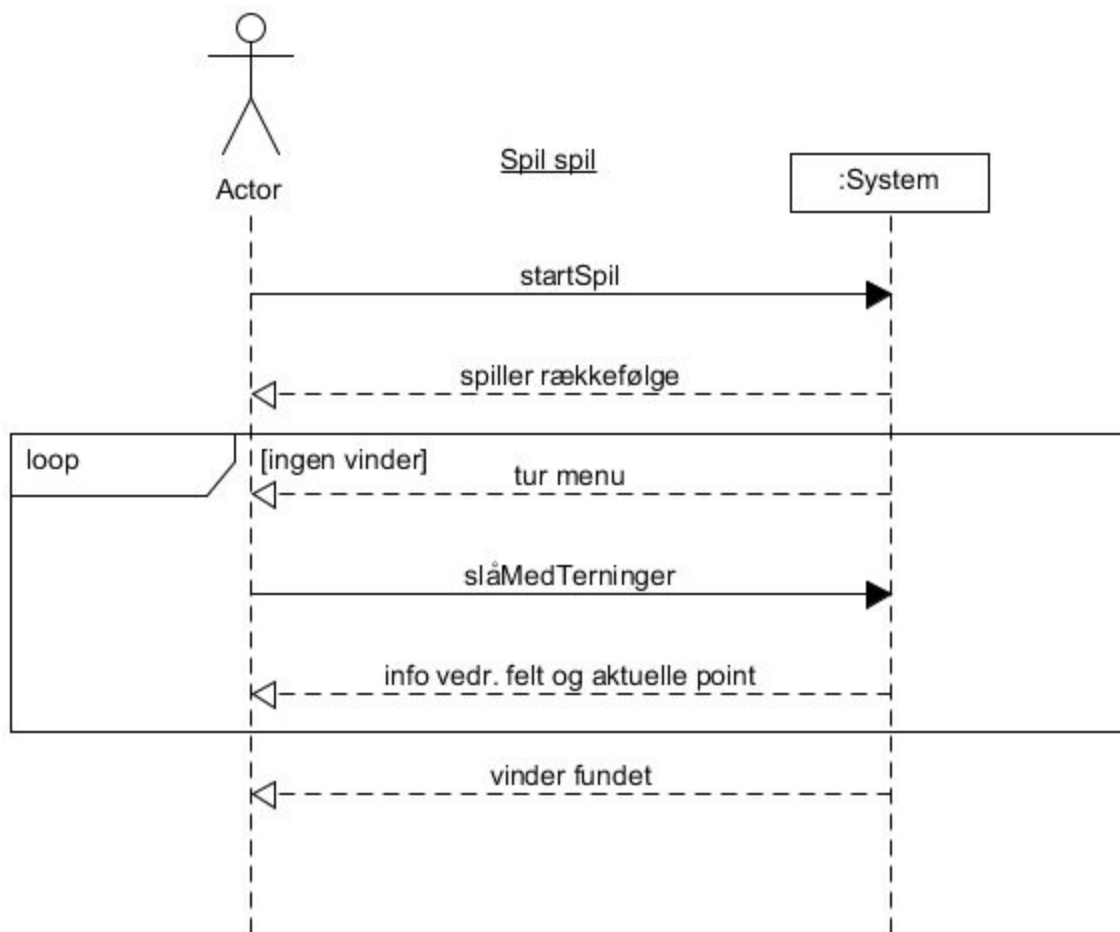 Spil spil
Actor
:System
startSpil
spiller rækkefølge
loop
[ingen vinder]
tur menu
slåMedTerninger
info vedr. felt og aktuelle point
vinder fundet